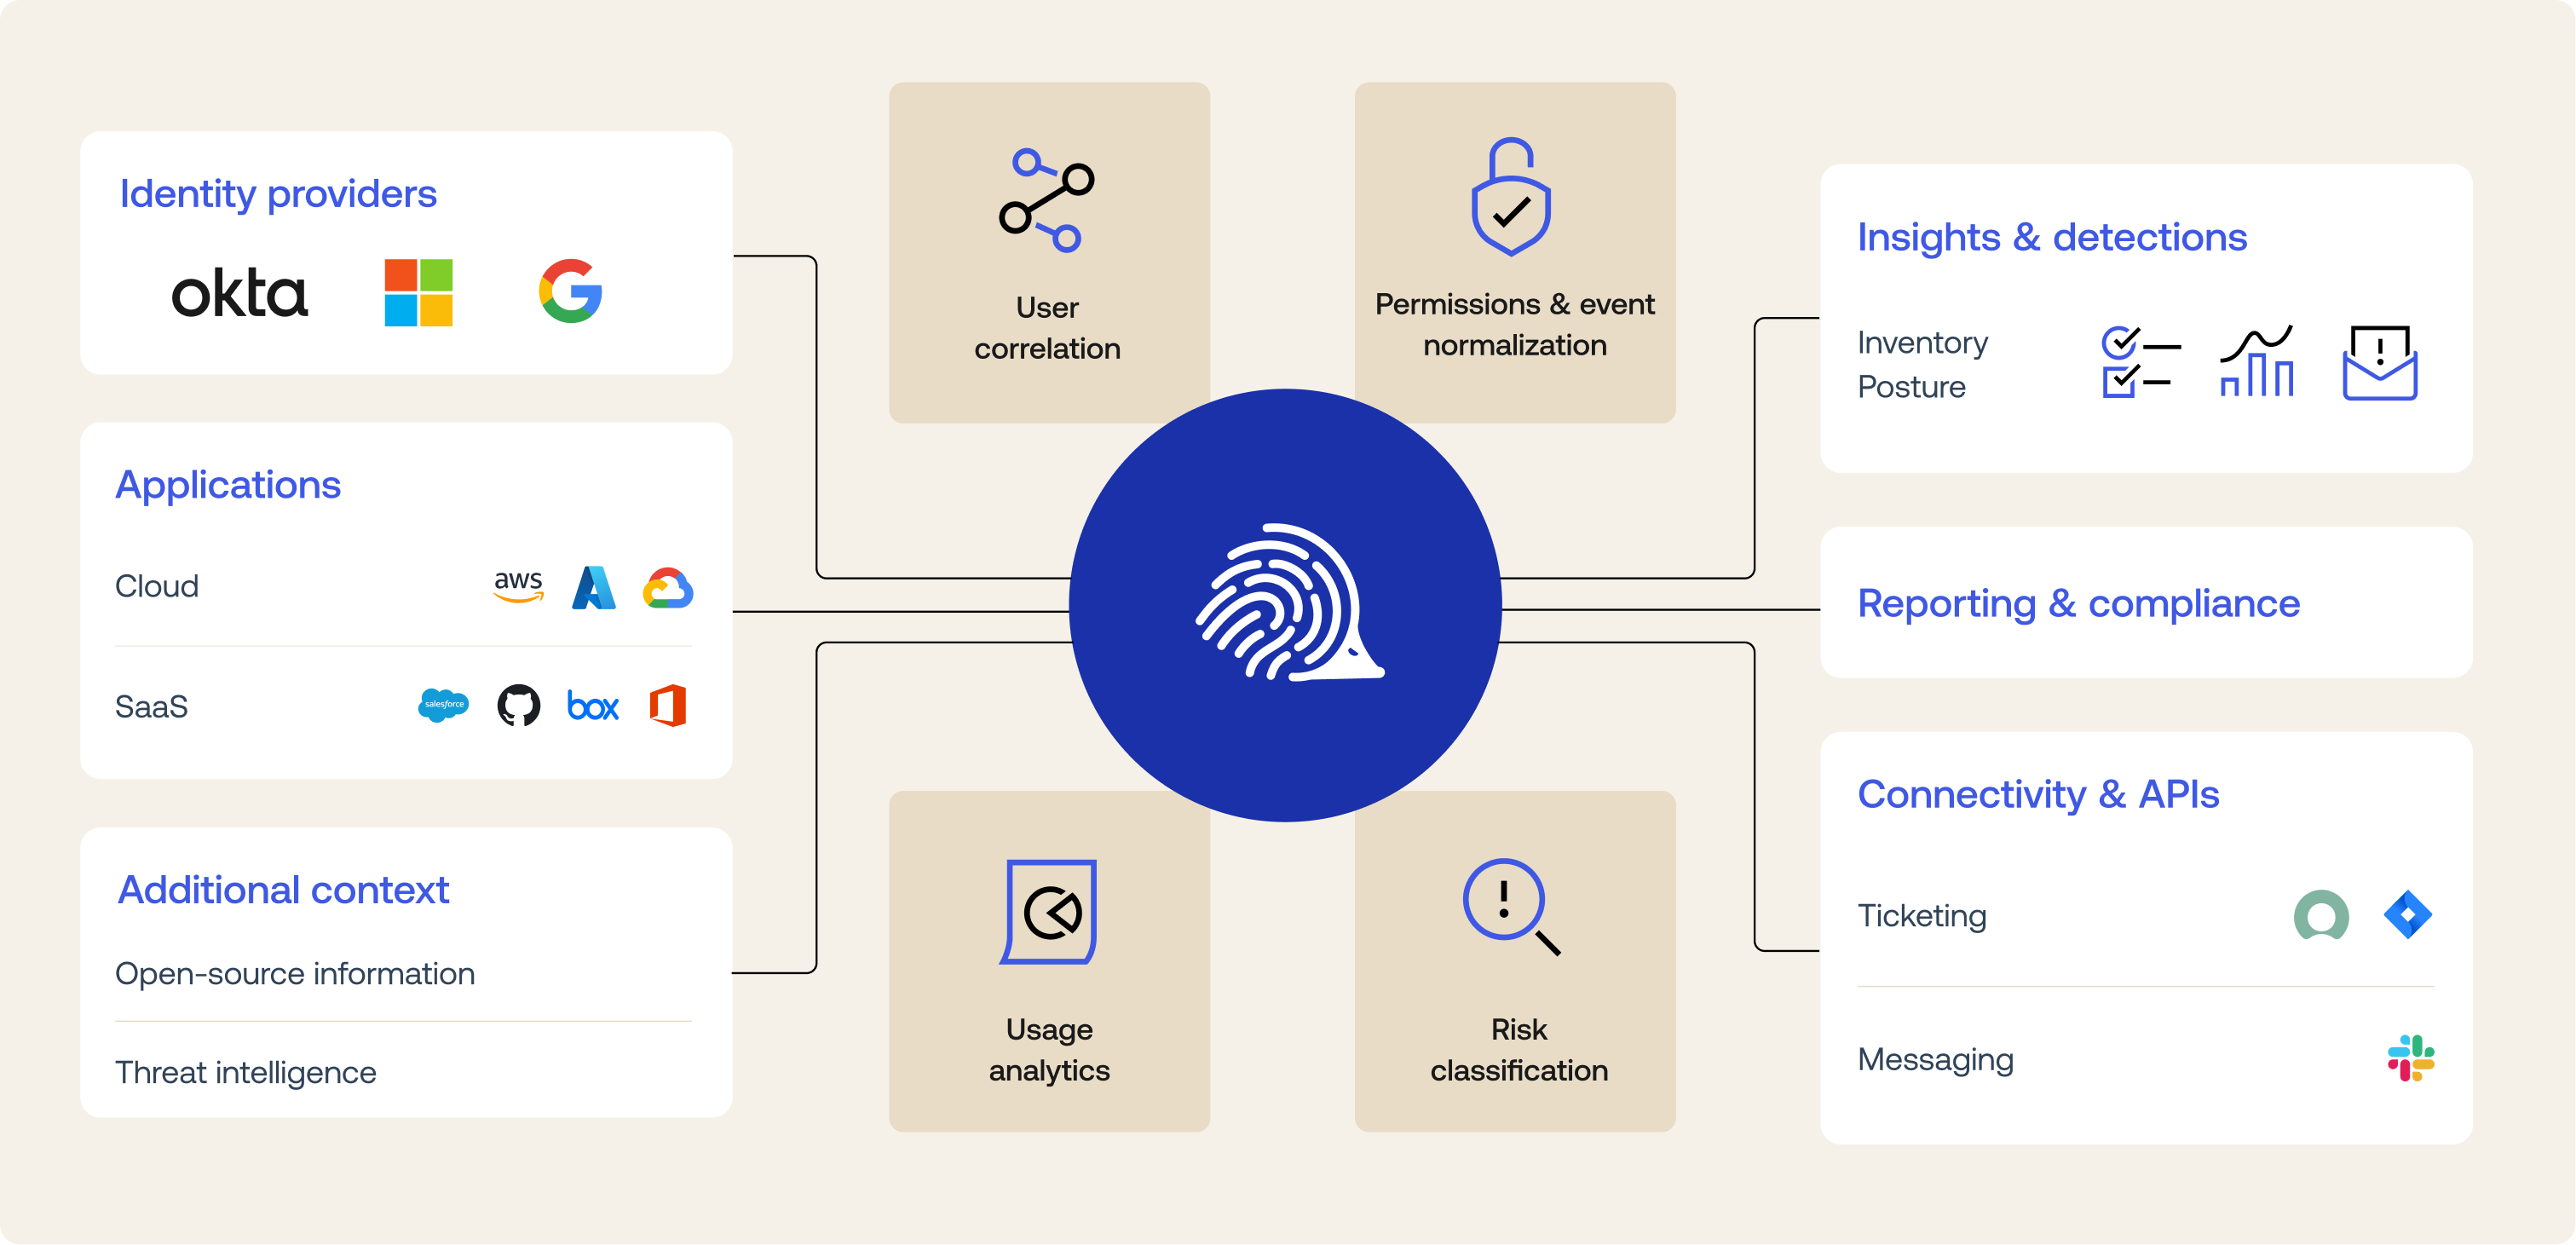 Identity providers
okta
Applications
Cloud
aws
SaaS
salesforce
box
Additional context
Open-source information
Threat intelligence
User
correlation
Permissions & event
normalization
Usage
analytics
Risk
classification
Insights & detections
Inventory
Posture
Reporting & compliance
Connectivity & APIs
Ticketing
Messaging